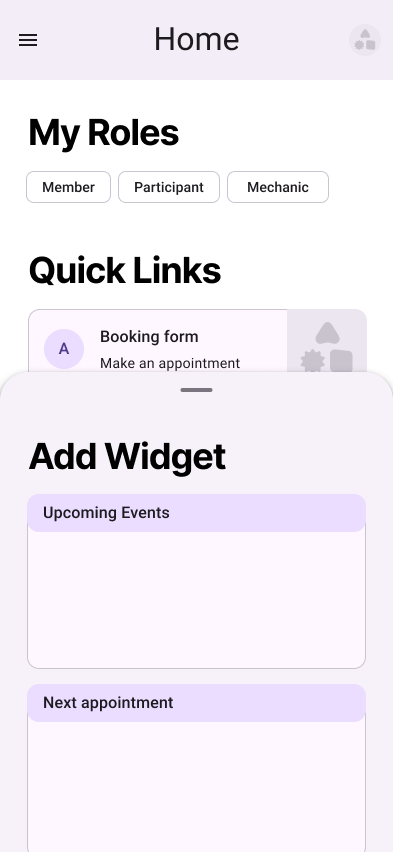 Home
My Roles
Member
Participant
Mechanic
Quick Links
A
Booking form
Make an appointment
Add Widget
Upcoming Events
Next appointment